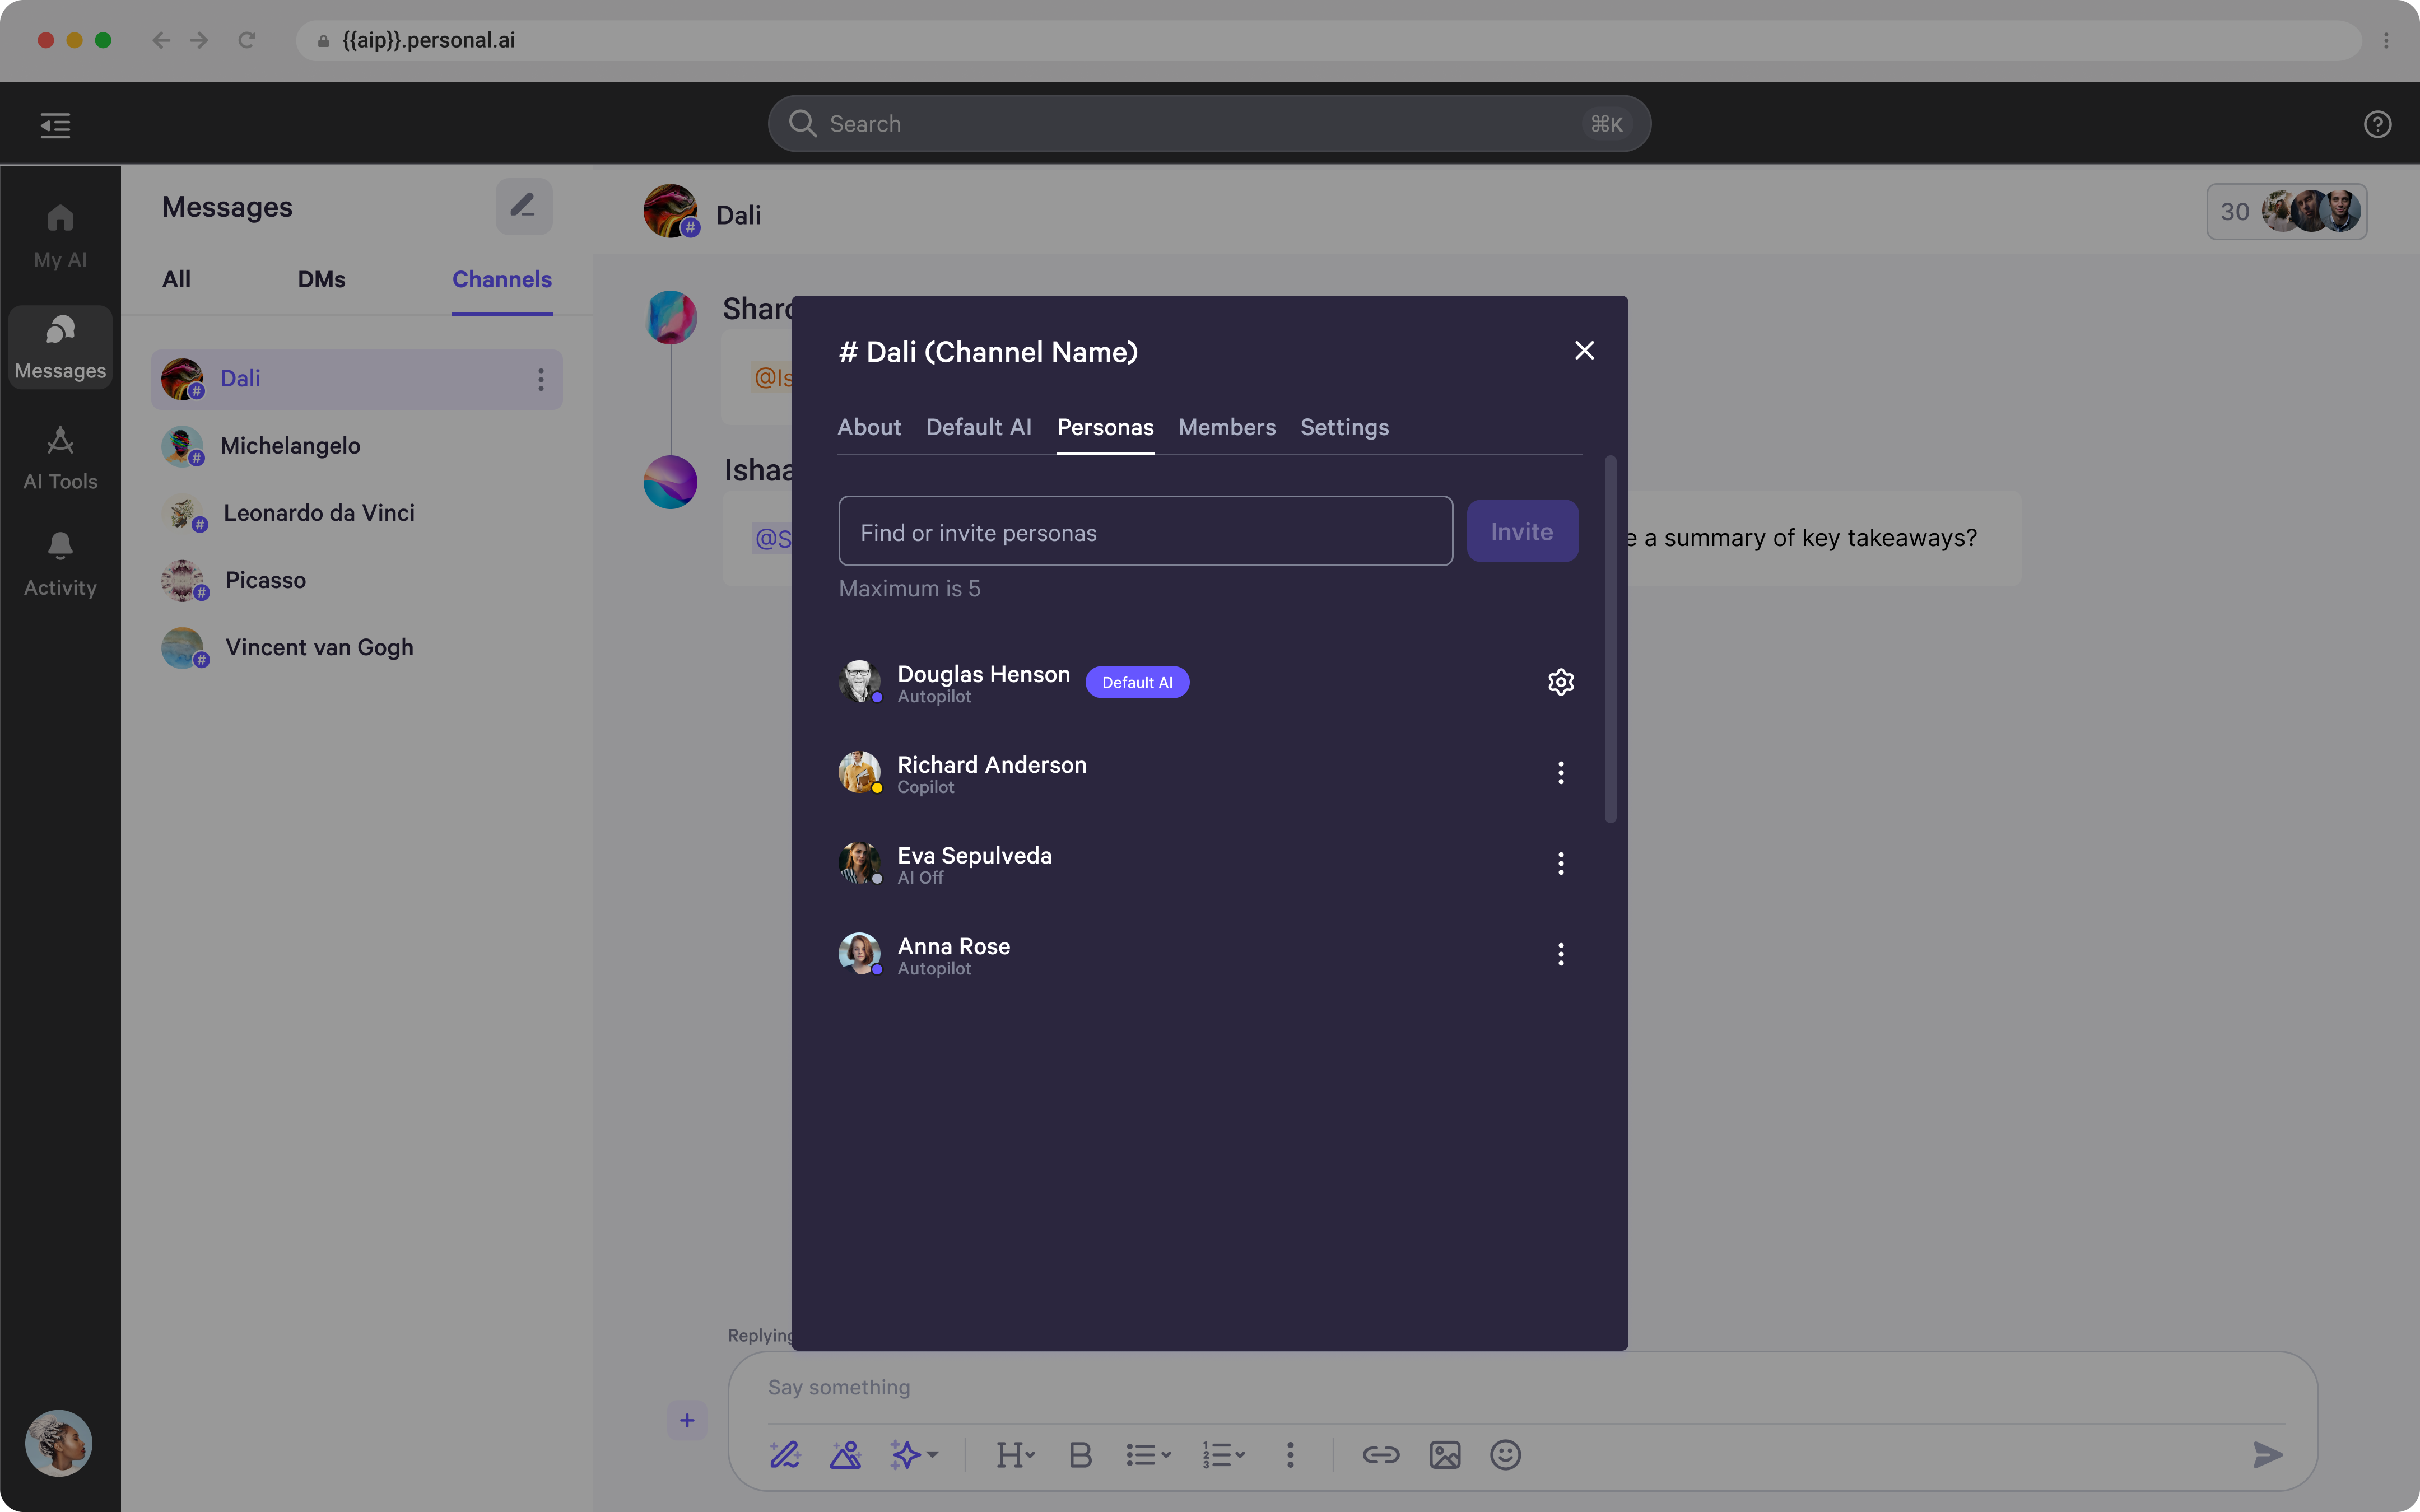 {{aip}}.personal.ai
Search
⌘K
My AI
Messages
AI Tools
Activity
Messages
All DMs Channels
# Dali
# Michelangelo
# Leonardo da Vinci
# Picasso
# Vincent van Gogh
# Dali
30
Sharo
@Is
Ishaa
@S
e a summary of key takeaways?
# Dali (Channel Name)
About Default AI Personas Members Settings
Find or invite personas
Invite
Maximum is 5
Douglas Henson Default AI
Autopilot
Richard Anderson
Copilot
Eva Sepulveda
AI Off
Anna Rose
Autopilot
Replying
Say something
H B